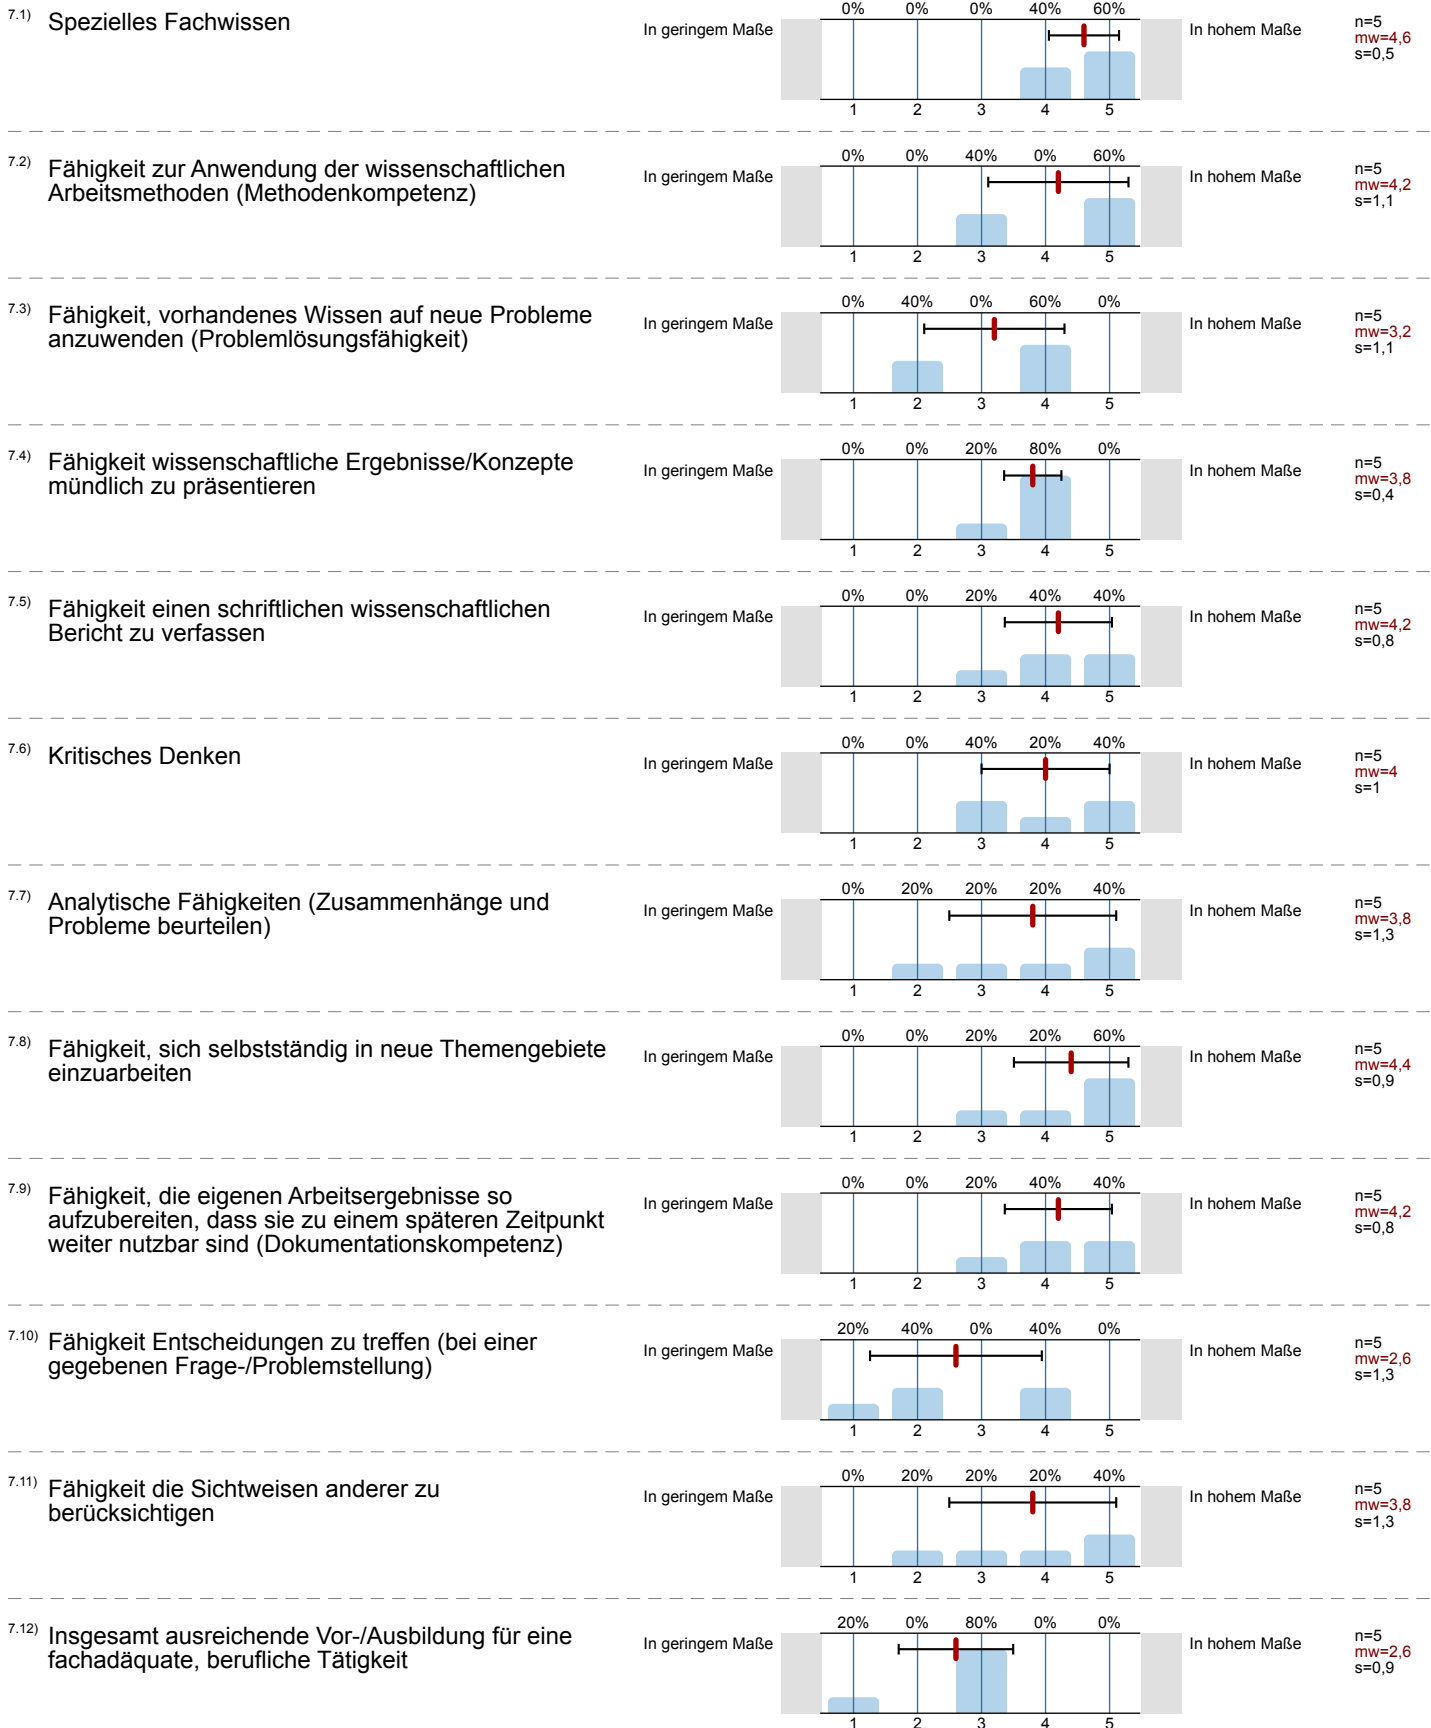 7.1) Spezielles Fachwissen
In geringem Maße
0% 0% 0% 40% 60%
1 2 3 4 5
In hohem Maße
n=5
mw=4,6
s=0,5
7.2) Fähigkeit zur Anwendung der wissenschaftlichen
Arbeitsmethoden (Methodenkompetenz)
In geringem Maße
0% 0% 40% 0% 60%
1 2 3 4 5
In hohem Maße
n=5
mw=4,2
s=1,1
7.3) Fähigkeit, vorhandenes Wissen auf neue Probleme
anzuwenden (Problemlösungsfähigkeit)
In geringem Maße
0% 40% 0% 60% 0%
1 2 3 4 5
In hohem Maße
n=5
mw=3,2
s=1,1
7.4) Fähigkeit wissenschaftliche Ergebnisse/Konzepte
mündlich zu präsentieren
In geringem Maße
0% 0% 20% 80% 0%
1 2 3 4 5
In hohem Maße
n=5
mw=3,8
s=0,4
7.5) Fähigkeit einen schriftlichen wissenschaftlichen
Bericht zu verfassen
In geringem Maße
0% 0% 20% 40% 40%
1 2 3 4 5
In hohem Maße
n=5
mw=4,2
s=0,8
7.6) Kritisches Denken
In geringem Maße
0% 0% 40% 20% 40%
1 2 3 4 5
In hohem Maße
n=5
mw=4
s=1
7.7) Analytische Fähigkeiten (Zusammenhänge und
Probleme beurteilen)
In geringem Maße
0% 20% 20% 20% 40%
1 2 3 4 5
In hohem Maße
n=5
mw=3,8
s=1,3
7.8) Fähigkeit, sich selbstständig in neue Themengebiete
einzuarbeiten
In geringem Maße
0% 0% 20% 20% 60%
1 2 3 4 5
In hohem Maße
n=5
mw=4,4
s=0,9
7.9) Fähigkeit, die eigenen Arbeitsergebnisse so
aufzubereiten, dass sie zu einem späteren Zeitpunkt
weiter nutzbar sind (Dokumentationskompetenz)
In geringem Maße
0% 0% 20% 40% 40%
1 2 3 4 5
In hohem Maße
n=5
mw=4,2
s=0,8
7.10) Fähigkeit Entscheidungen zu treffen (bei einer
gegebenen Frage-/Problemstellung)
In geringem Maße
20% 40% 0% 40% 0%
1 2 3 4 5
In hohem Maße
n=5
mw=2,6
s=1,3
7.11) Fähigkeit die Sichtweisen anderer zu
berücksichtigen
In geringem Maße
0% 20% 20% 20% 40%
1 2 3 4 5
In hohem Maße
n=5
mw=3,8
s=1,3
7.12) Insgesamt ausreichende Vor-/Ausbildung für eine
fachadäquate, berufliche Tätigkeit
In geringem Maße
20% 0% 80% 0% 0%
1 2 3 4 5
In hohem Maße
n=5
mw=2,6
s=0,9